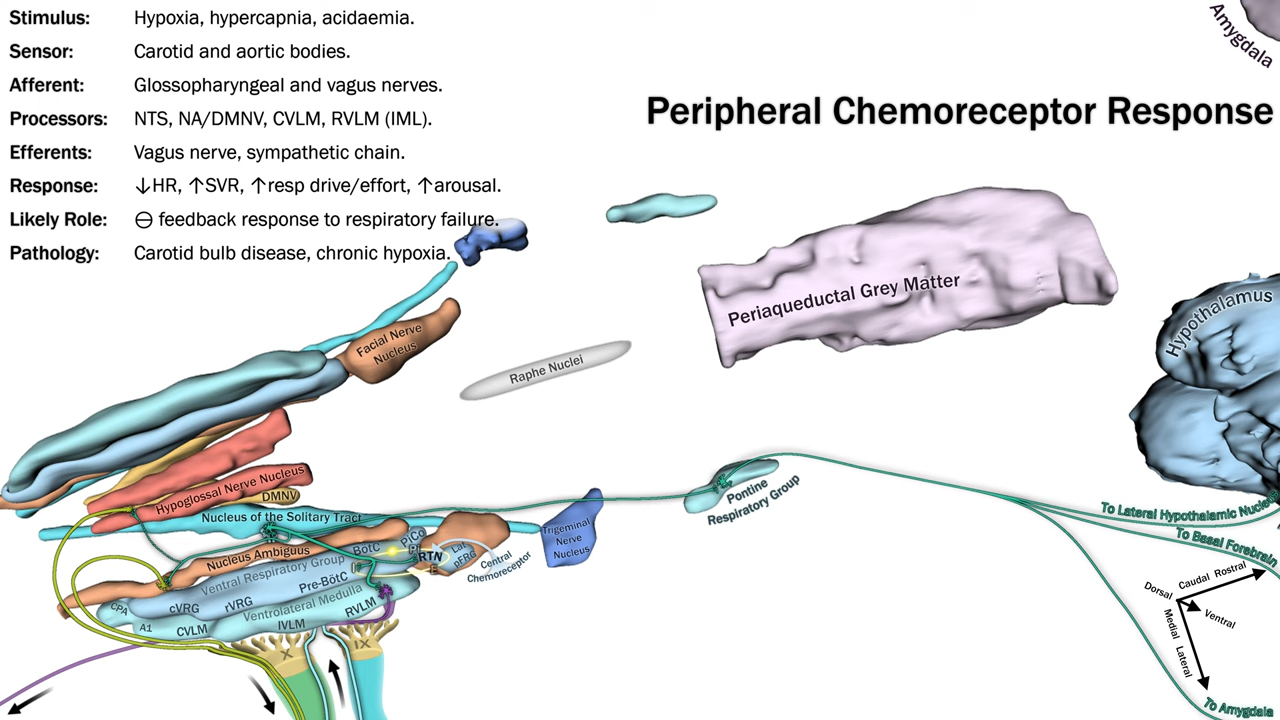 Stimulus: Hypoxia, hypercapnia, acidaemia.
Sensor: Carotid and aortic bodies.
Afferent: Glossopharyngeal and vagus nerves.
Processors: NTS, NA/DMNV, CVLM, RVLM (IML).
Efferents: Vagus nerve, sympathetic chain.
Response: ↓HR, ↑SVR, ↑resp drive/effort, ↑arousal.
Likely Role: ⊖ feedback response to respiratory failure.
Pathology: Carotid bulb disease, chronic hypoxia.
Amygdala
Peripheral Chemoreceptor Response
Periaqueductal Grey Matter
Hypothalamus
Facial Nerve
Nucleus
Raphe Nuclei
Hypoglossal Nerve Nucleus
DMNV
Nucleus of the Solitary Tract
Pontine
Respiratory Group
Trigeminal
Nerve
Nucleus
Nucleus Ambiguus
BötC
PiCo
RTN
Lat
pFRG
Central
Chemoreceptor
Ventral Respiratory Group
Pre-BötC
cVRG
rVRG
Ventrolateral Medulla
CPA
A1
CVLM
IVLM
RVLM
X
IX
To Lateral Hypothalamic Nucle
To Basal Forebrain
To Amygdala
Dorsal
Caudal Rostral
Ventral
Medial Lateral